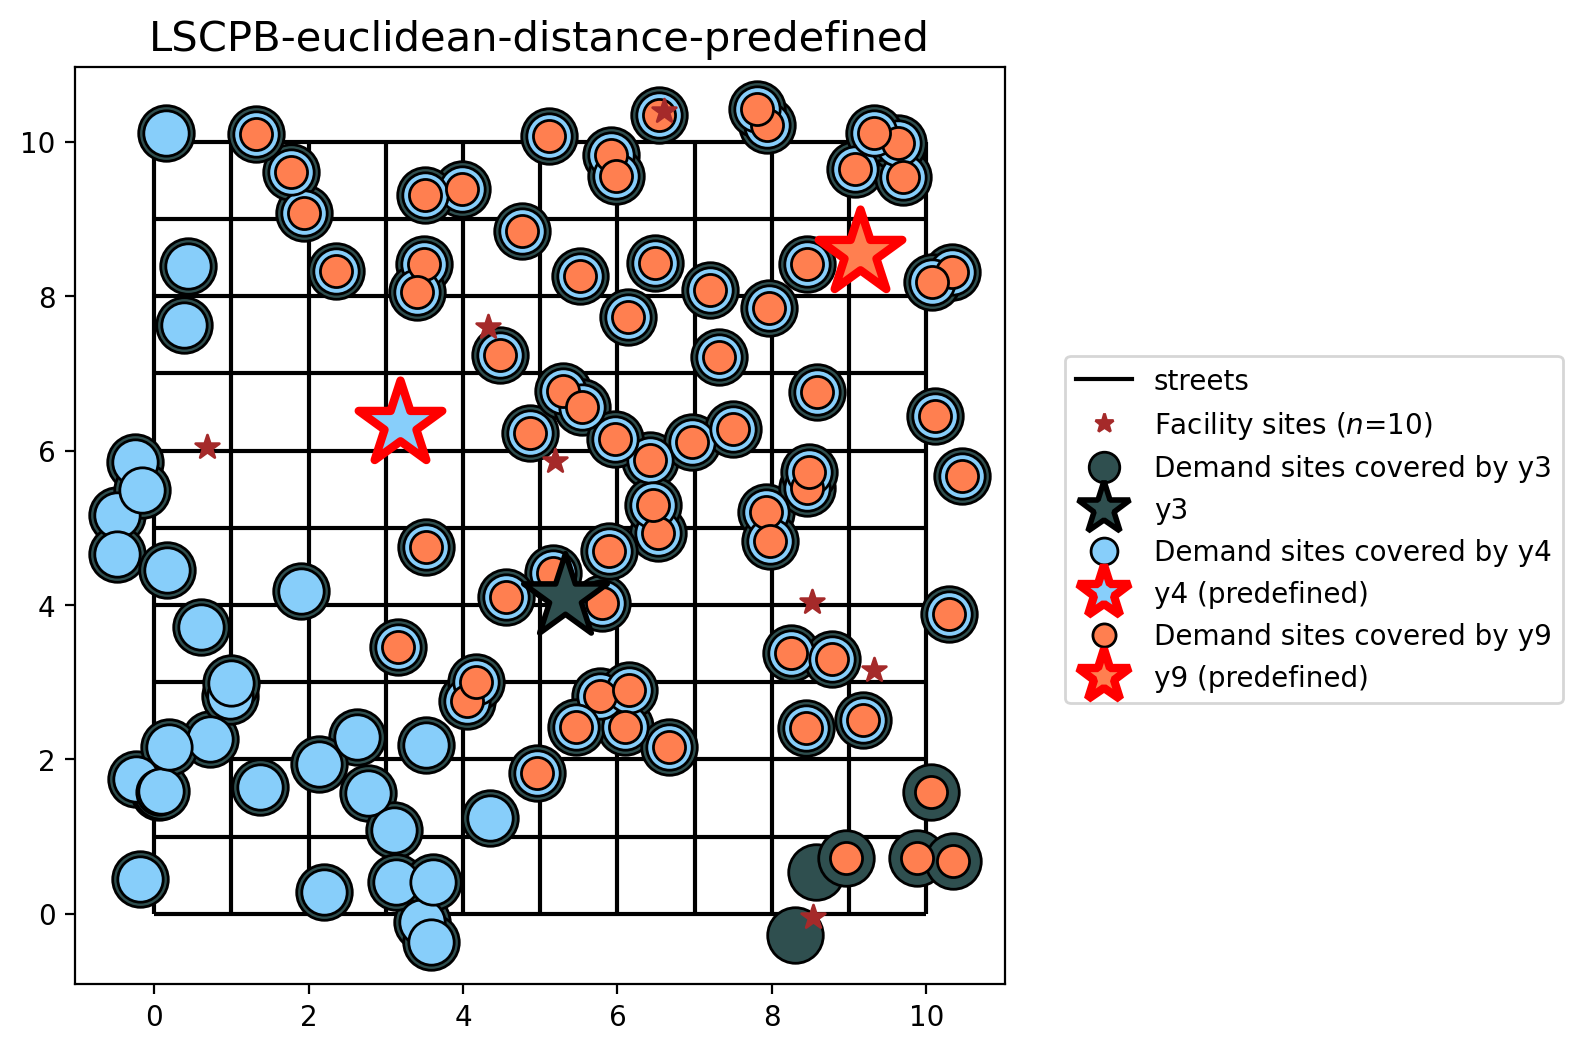 LSCPB-euclidean-distance-predefined
10
8
6
4
2
0
0 2 4 6 8 10
streets
Facility sites (n=10)
Demand sites covered by y3
y3
Demand sites covered by y4
y4 (predefined)
Demand sites covered by y9
y9 (predefined)